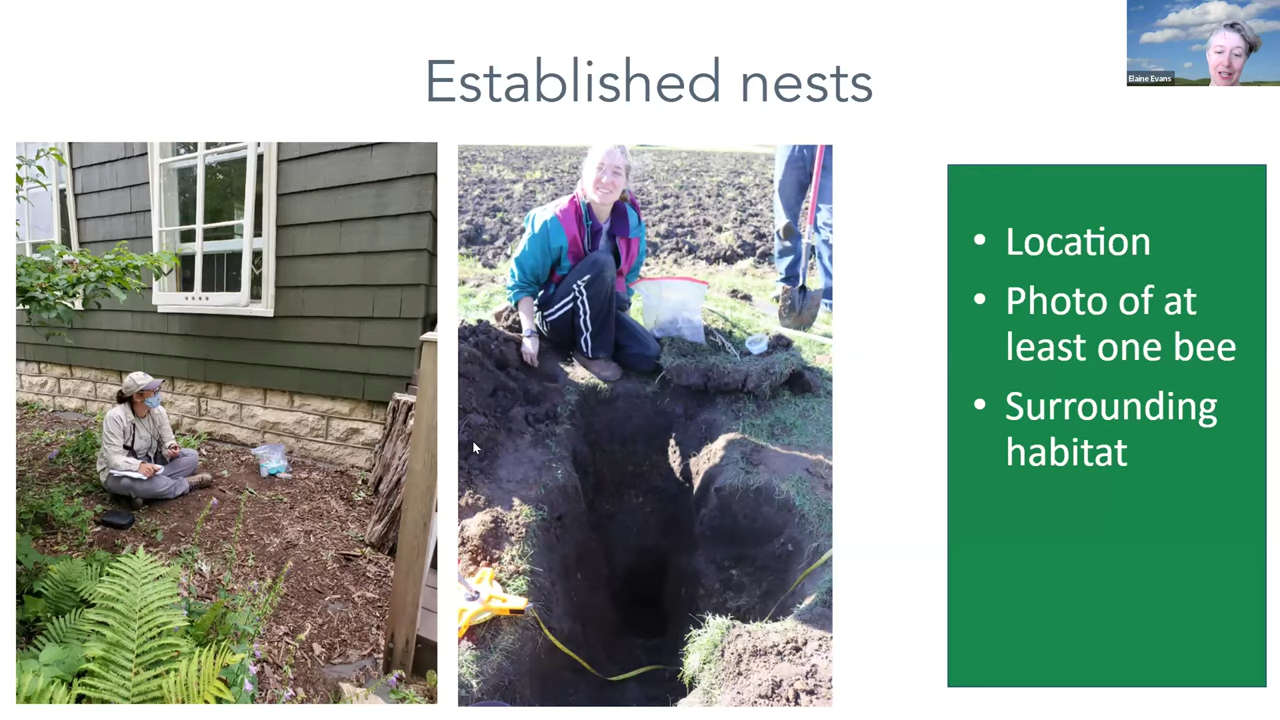 Established nests
Elaine Evans
• Location
• Photo of at
least one bee
• Surrounding
habitat